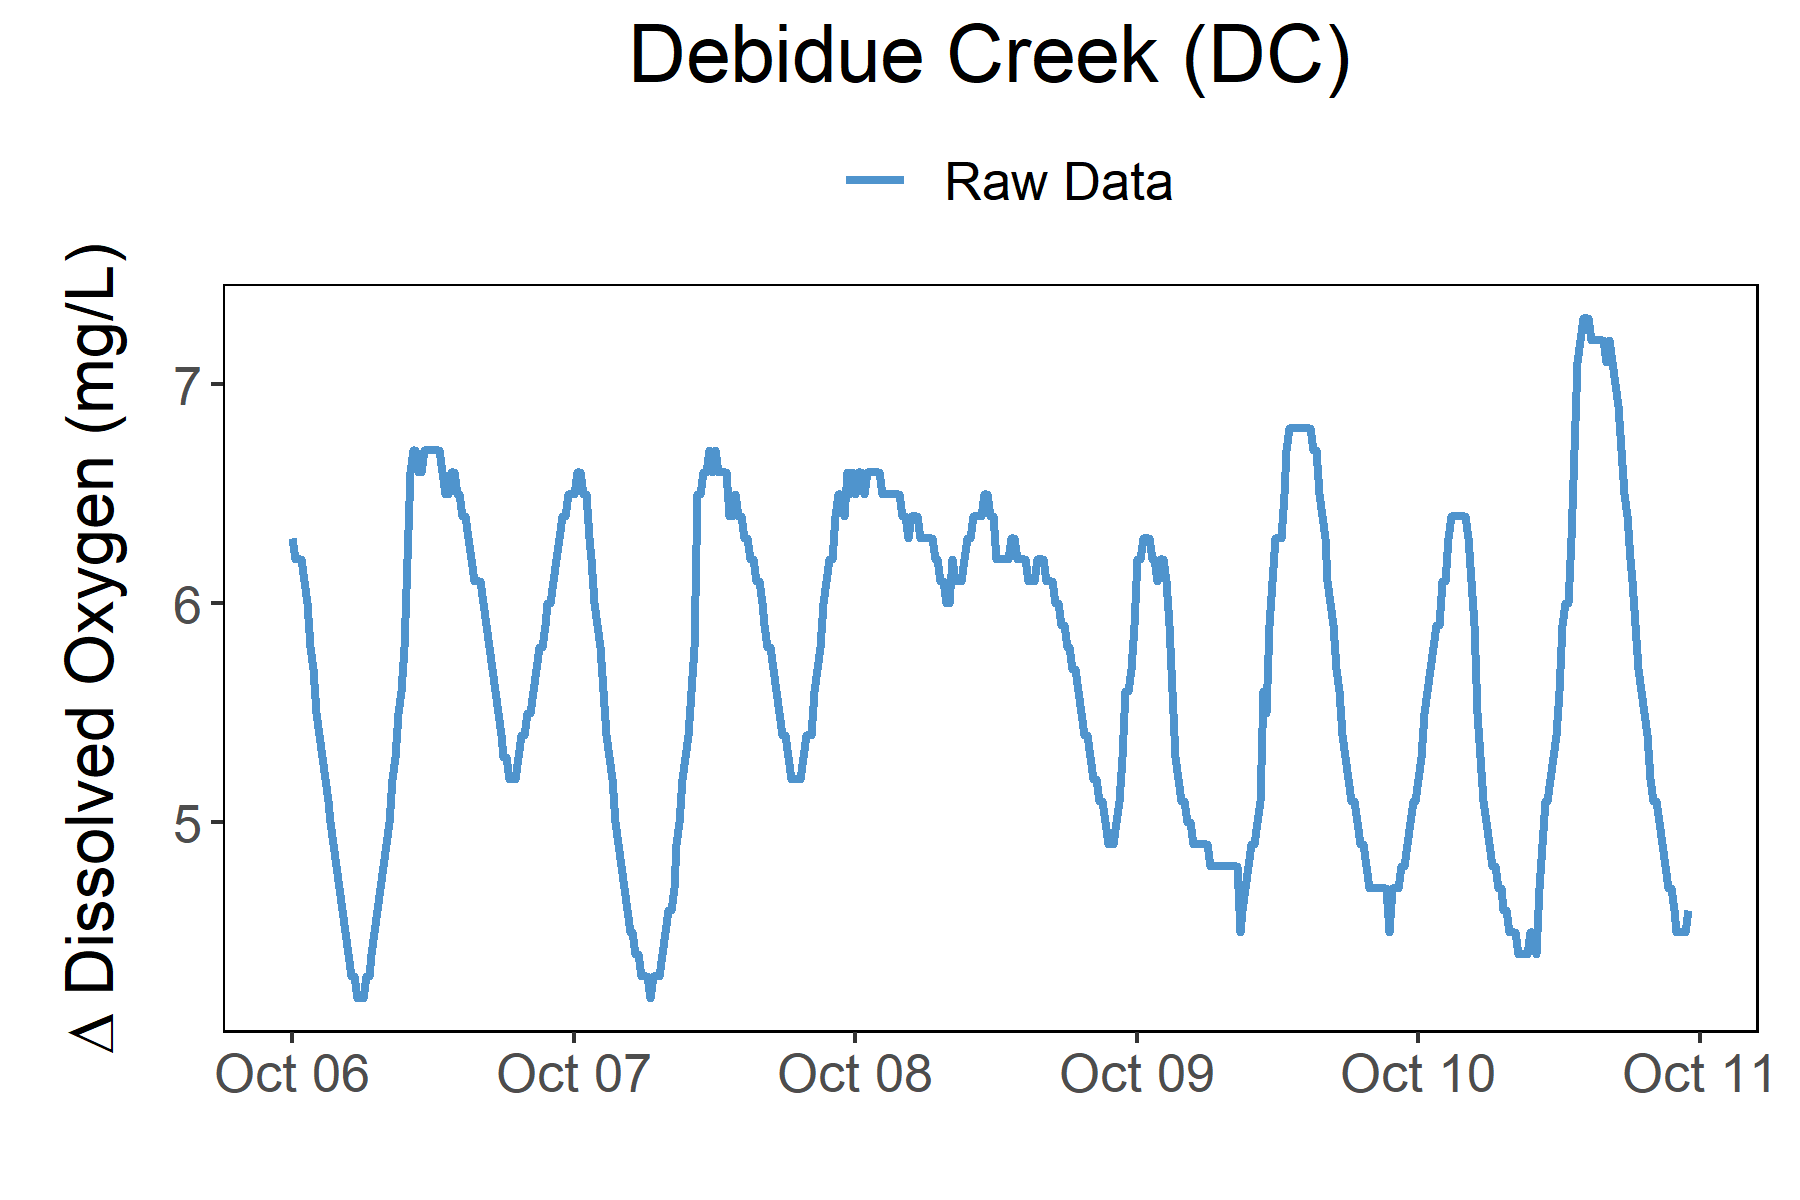 Debidue Creek (DC)
Raw Data
Δ Dissolved Oxygen (mg/L)
7
6
5
Oct 06
Oct 07
Oct 08
Oct 09
Oct 10
Oct 11